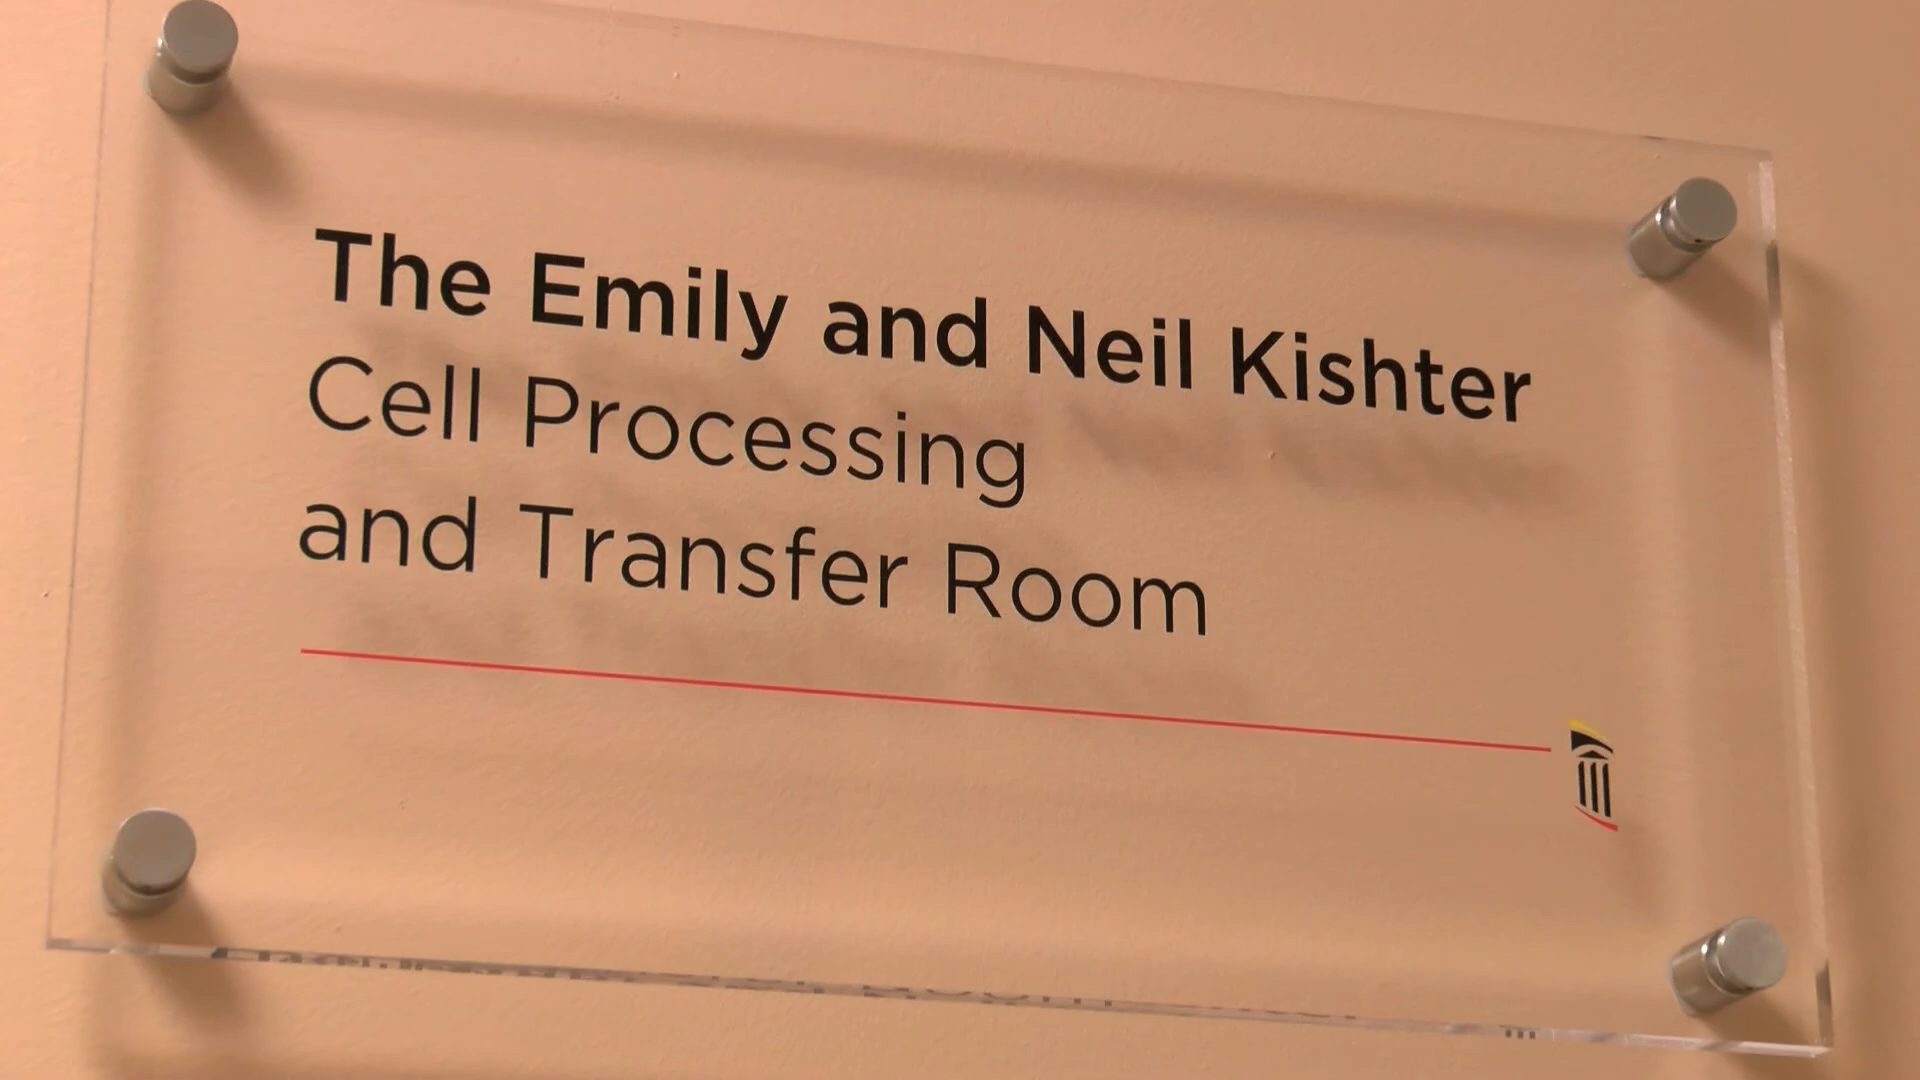 The Emily and Neil Kishter
Cell Processing
and Transfer Room